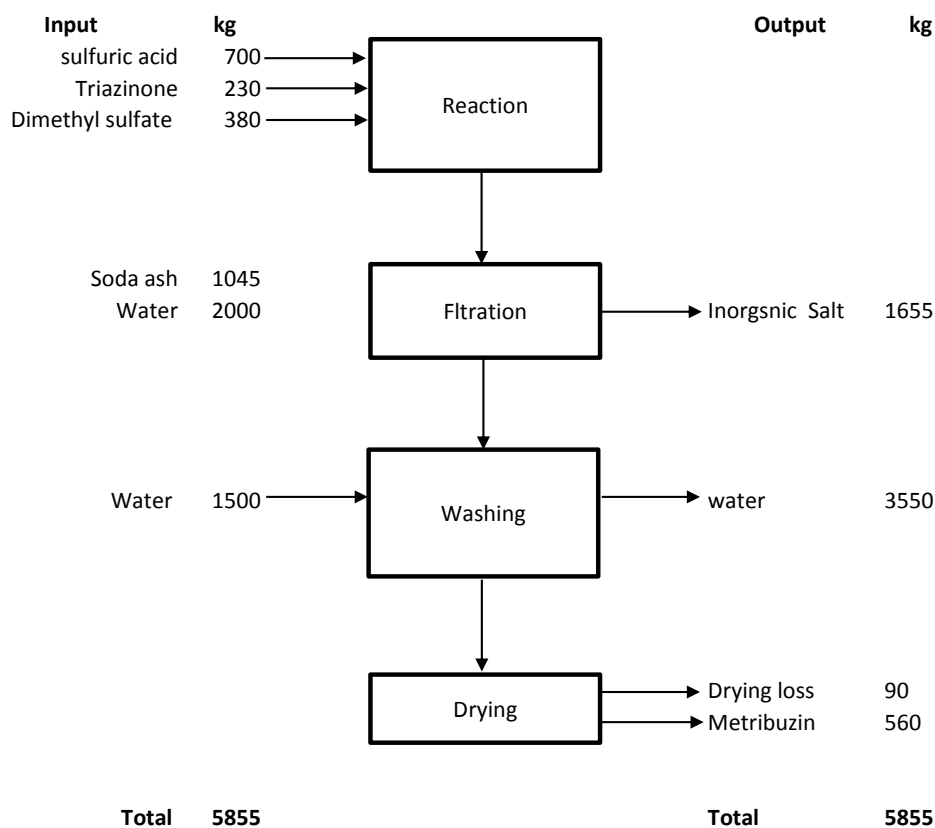 Input kg Output kg
sulfuric acid 700
Triazinone 230
Dimethyl sulfate 380
Reaction
Soda ash 1045
Water 2000
Fltration
Inorgsnic Salt 1655
Water 1500
Washing
water 3550
Drying
Drying loss 90
Metribuzin 560
Total 5855 Total 5855